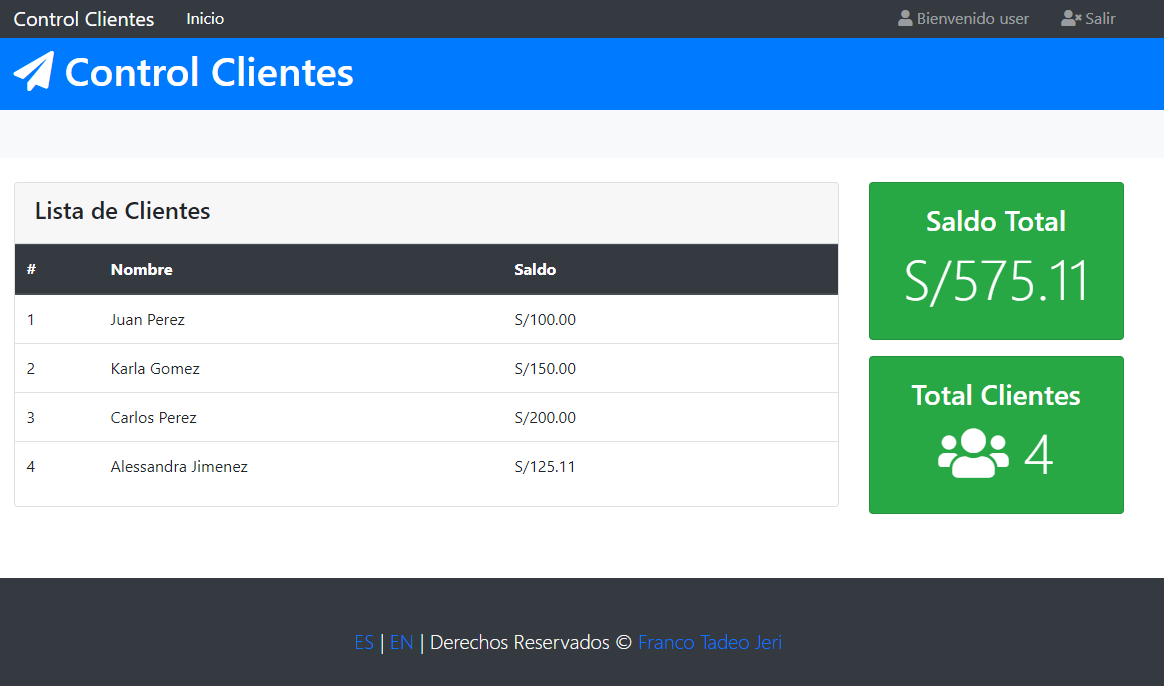 Control Clientes Inicio Bienvenido user Salir
Control Clientes
Lista de Clientes
# Nombre Saldo
1 Juan Perez S/100.00
2 Karla Gomez S/150.00
3 Carlos Perez S/200.00
4 Alessandra Jimenez S/125.11
Saldo Total
S/575.11
Total Clientes
4
ES | EN | Derechos Reservados © Franco Tadeo Jeri